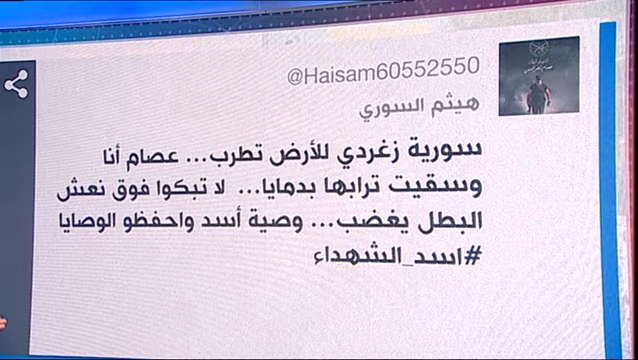 @Haisam60552550
هيثم السوري
سورية زغردي للأرض تطرب... عصام أنا
وسقيت ترابها بدمايا... لا تبكوا فوق نعش
البطل يغضب... وصية أسد واحفظو الوصايا
#اسد_الشهداء